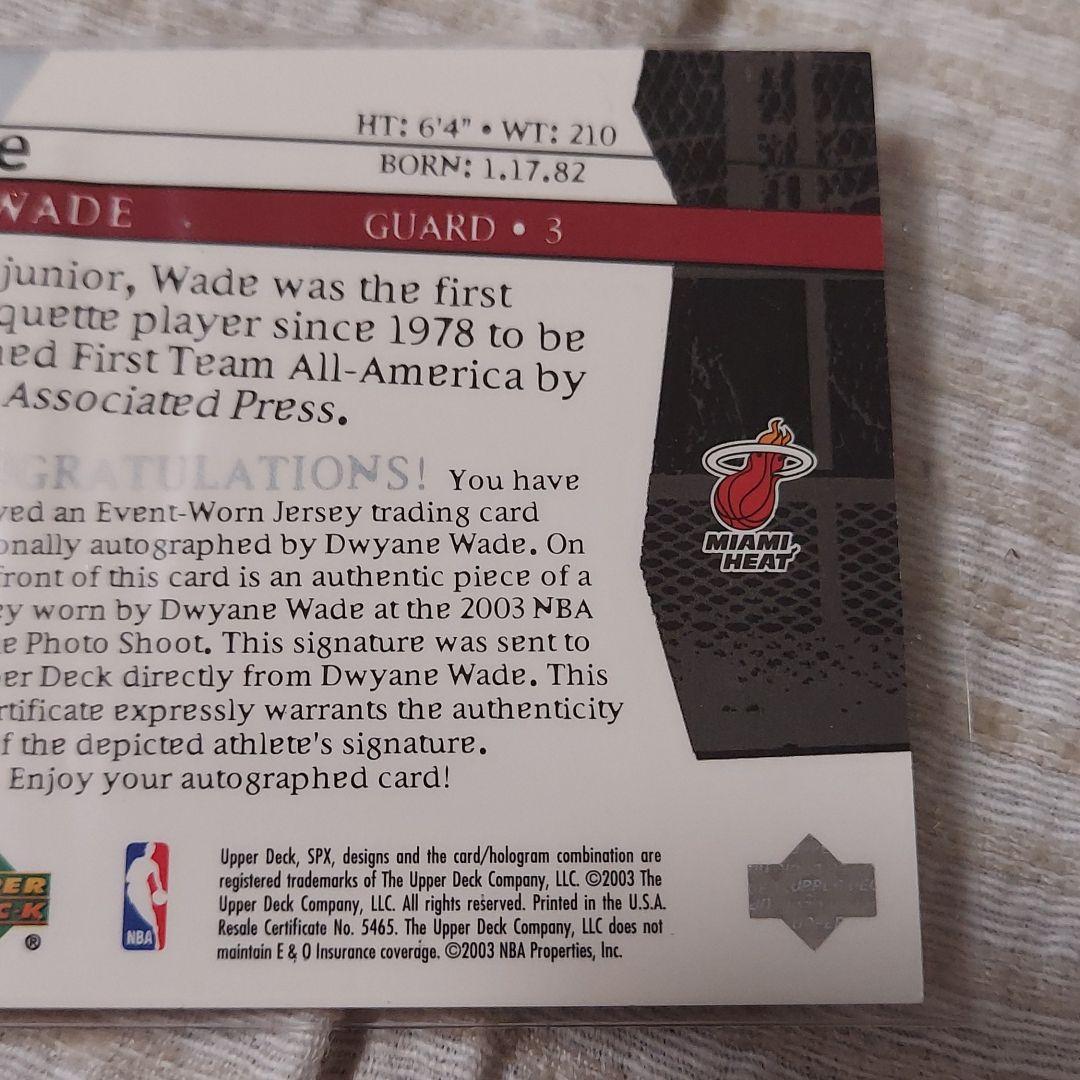 e
HT: 6'4" • WT: 210
BORN: 1.17.82
WADE
GUARD • 3
junior, Wade was the first
quette player since 1978 to be
ed First Team All-America by
Associated Press.
GRATULATIONS! You have
ved an Event-Worn Jersey trading card
onally autographed by Dwyane Wade. On
front of this card is an authentic piece of a
ey worn by Dwyane Wade at the 2003 NBA
e Photo Shoot. This signature was sent to
er Deck directly from Dwyane Wade. This
rtificate expressly warrants the authenticity
f the depicted athlete's signature.
Enjoy your autographed card!
MIAMI
HEAT
ER
CK
®
NBA
Upper Deck, SPX, designs and the card/hologram combination are
registered trademarks of The Upper Deck Company, LLC. ©2003 The
Upper Deck Company, LLC. All rights reserved. Printed in the U.S.A.
Resale Certificate No. 5465. The Upper Deck Company, LLC does not
maintain E & O Insurance coverage. ©2003 NBA Properties, Inc.